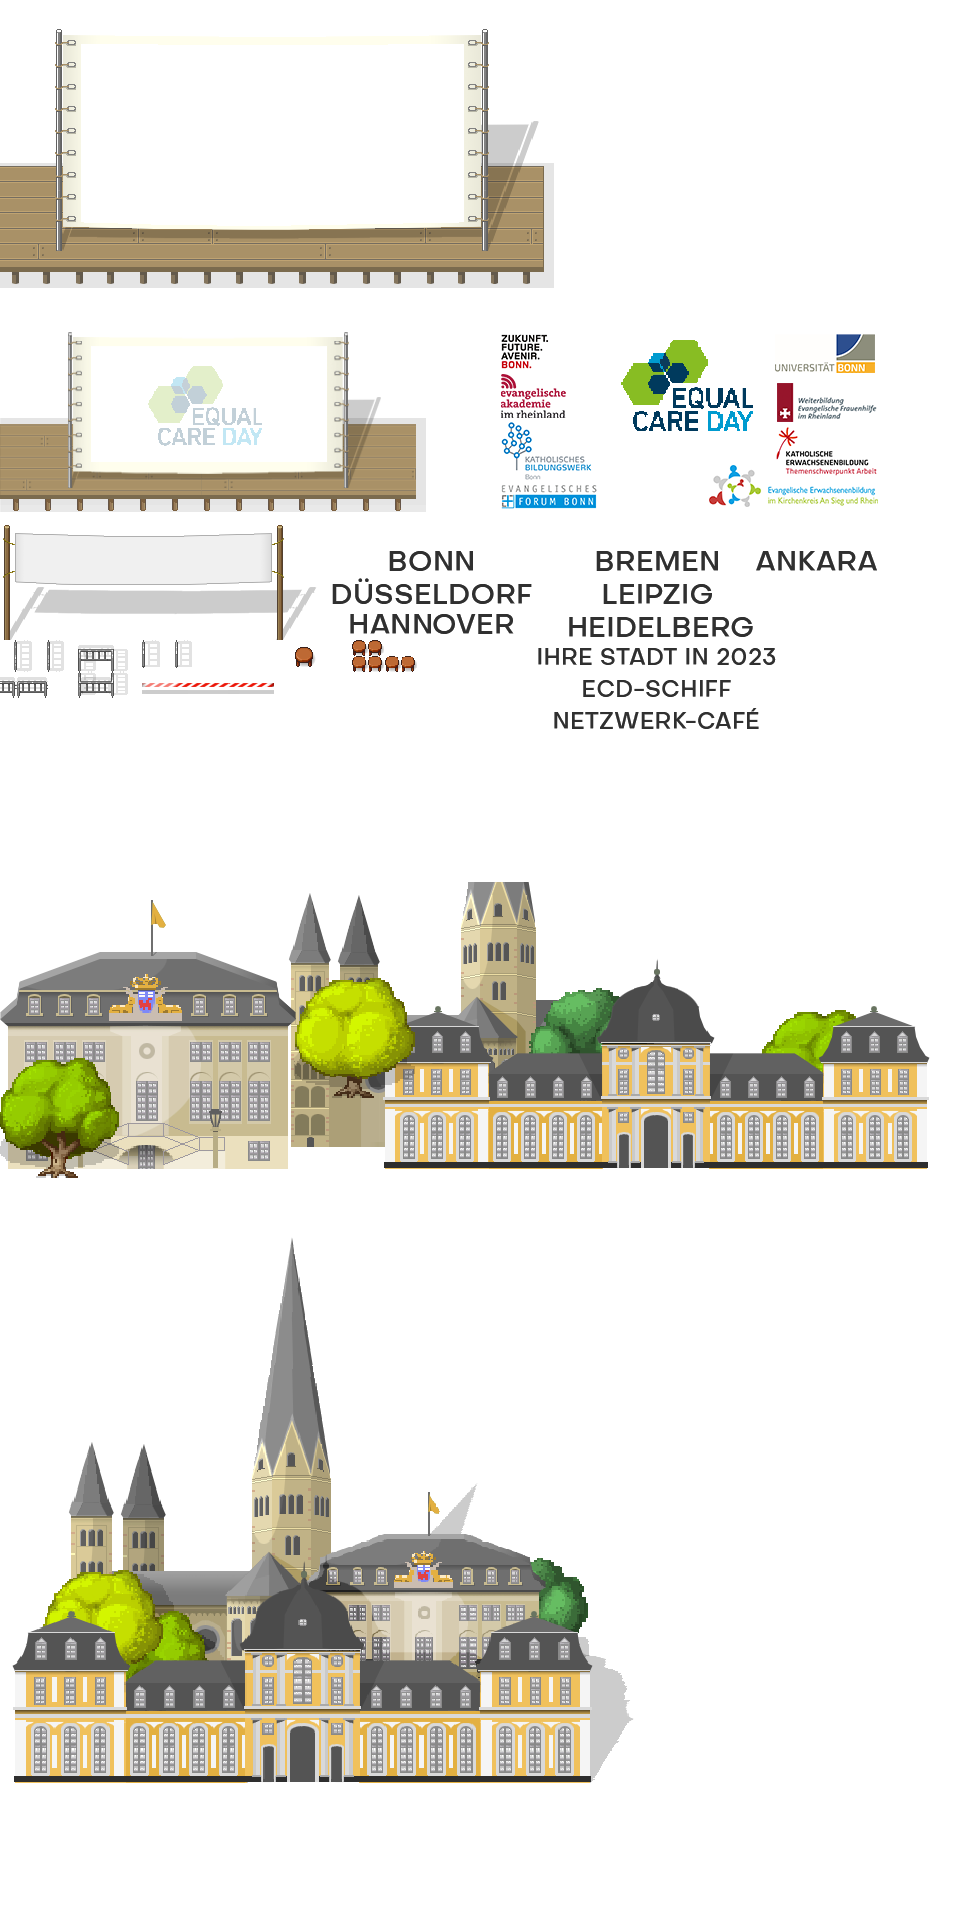 EQUAL
CARE DAY
ZUKUNFT.
FUTURE.
AVENIR.
BONN.
evangelische
akademie
im rheinland
KATHOLISCHES
BILDUNGSWERK
Bonn
EVANGELISCHES
FORUM BONN
EQUAL
CARE DAY
UNIVERSITÄT BONN
Weiterbildung
Evangelische Frauenhilfe
im Rheinland
KATHOLISCHE
ERWACHSENENBILDUNG
Themenschwerpunkt Arbeit
Evangelische Erwachsenenbildung
im Kirchenkreis An Sieg und Rhein
BONN
DÜSSELDORF
HANNOVER
BREMEN
LEIPZIG
HEIDELBERG
ANKARA
IHRE STADT IN 2023
ECD-SCHIFF
NETZWERK-CAFÉ